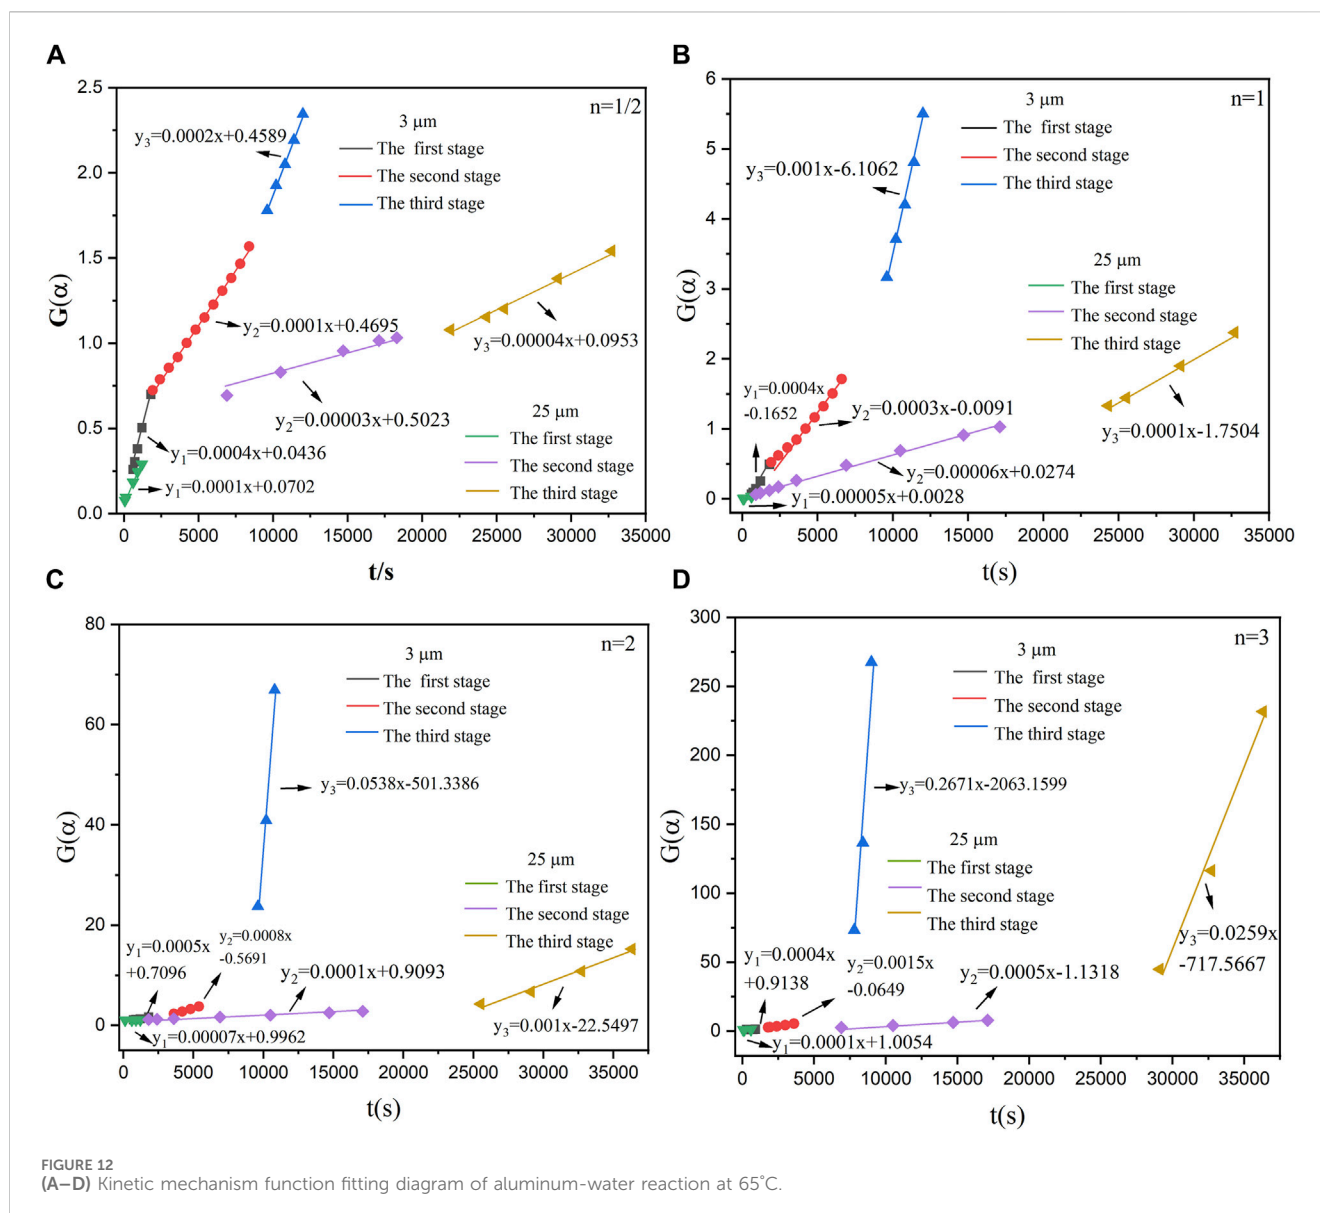 A
2.5
2.0
1.5
1.0
0.5
0.0
G(α)
0
5000
10000
15000
20000
25000
30000
35000
t/s
n=1/2
3 μm
The first stage
The second stage
The third stage
25 μm
The first stage
The second stage
The third stage
y₃=0.0002x+0.4589
y₂=0.0001x+0.4695
y₃=0.00004x+0.0953
y₂=0.00003x+0.5023
y₁=0.0004x+0.0436
y₁=0.0001x+0.0702
B
6
5
4
3
2
1
0
G(α)
0
5000
10000
15000
20000
25000
30000
35000
t(s)
n=1
3 μm
The first stage
The second stage
The third stage
25 μm
The first stage
The second stage
The third stage
y₃=0.001x-6.1062
y₁=0.0004x
-0.1652
y₂=0.0003x-0.0091
y₃=0.0001x-1.7504
y₂=0.00006x+0.0274
y₁=0.00005x+0.0028
C
80
60
40
20
0
G(α)
0
5000
10000
15000
20000
25000
30000
35000
t(s)
n=2
3 μm
The first stage
The second stage
The third stage
25 μm
The first stage
The second stage
The third stage
y₃=0.0538x-501.3386
y₁=0.0005x
+0.7096
y₂=0.0008x
-0.5691
y₂=0.0001x+0.9093
y₃=0.001x-22.5497
y₁=0.00007x+0.9962
D
300
250
200
150
100
50
0
G(α)
0
5000
10000
15000
20000
25000
30000
35000
t(s)
n=3
3 μm
The first stage
The second stage
The third stage
25 μm
The first stage
The second stage
The third stage
y₃=0.2671x-2063.1599
y₁=0.0004x
+0.9138
y₂=0.0015x
-0.0649
y₂=0.0005x-1.1318
y₃=0.0259x
-717.5667
y₁=0.0001x+1.0054
FIGURE 12
(A–D) Kinetic mechanism function fitting diagram of aluminum-water reaction at 65°C.